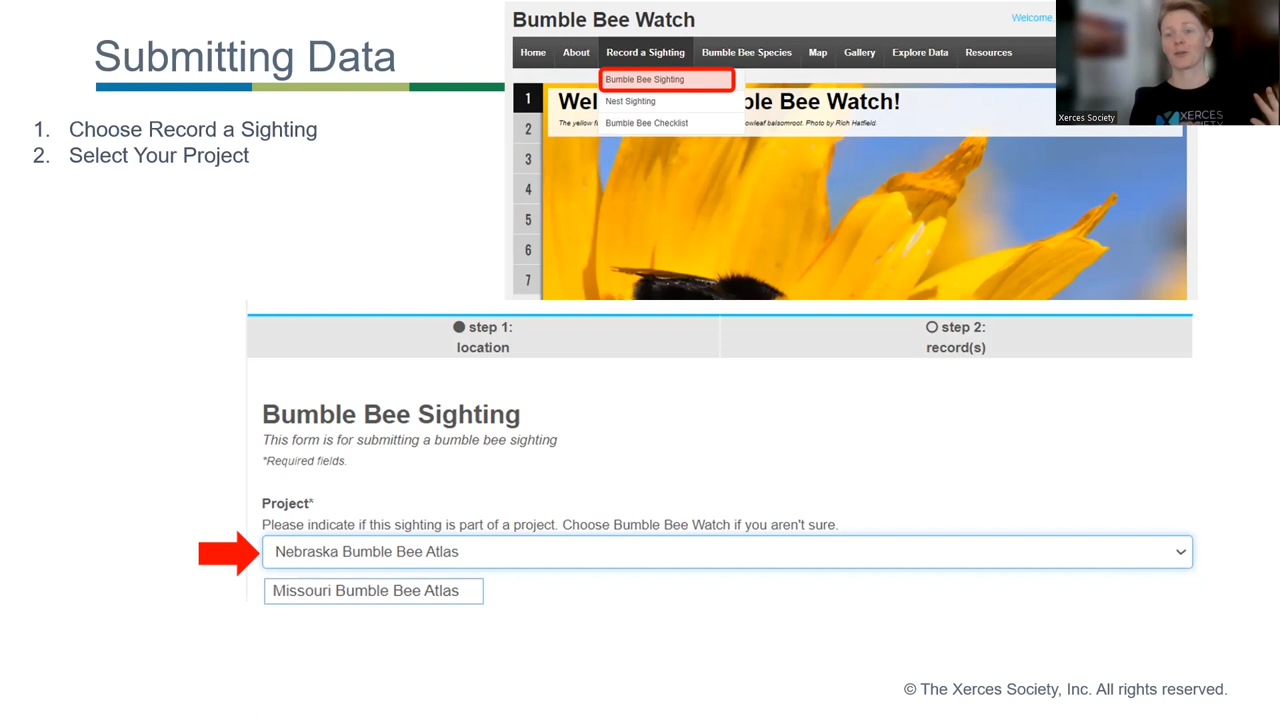 Submitting Data
1. Choose Record a Sighting
2. Select Your Project
Bumble Bee Watch
Welcome,
Home About Record a Sighting Bumble Bee Species Map Gallery Explore Data Resources
Bumble Bee Sighting
Nest Sighting
Bumble Bee Checklist
Wel ble Bee Watch!
The yellow f owleaf balsomroot. Photo by Rich Hatfield.
1
2
3
4
5
6
7
XERCES
SOCIETY
Xerces Society
step 1:
location
step 2:
record(s)
Bumble Bee Sighting
This form is for submitting a bumble bee sighting
*Required fields.
Project*
Please indicate if this sighting is part of a project. Choose Bumble Bee Watch if you aren't sure.
Nebraska Bumble Bee Atlas
Missouri Bumble Bee Atlas
© The Xerces Society, Inc. All rights reserved.